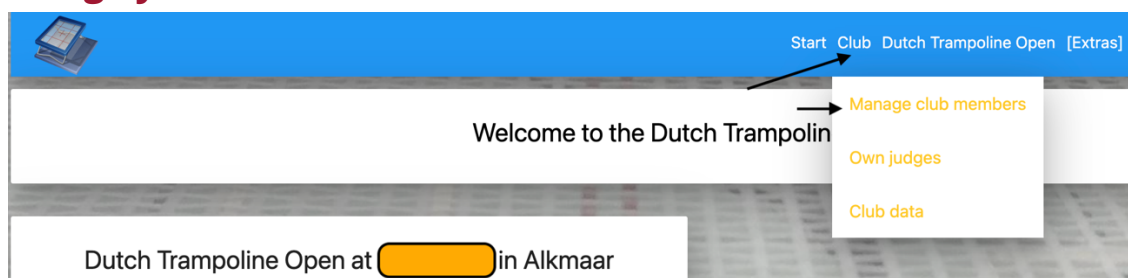 Start Club Dutch Trampoline Open [Extras]
Manage club members
Welcome to the Dutch Trampolin
Own judges
Club data
Dutch Trampoline Open at in Alkmaar